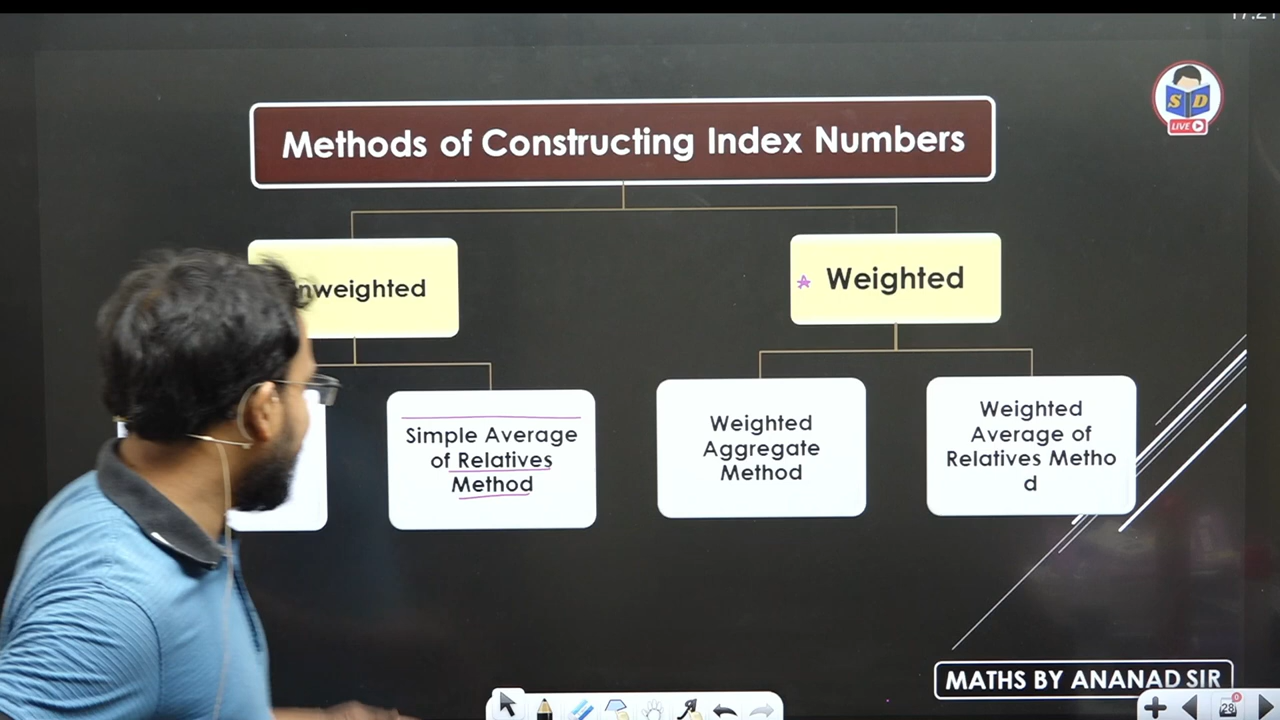 Methods of Constructing Index Numbers
nweighted
Weighted
Simple Average
of Relatives
Method
Weighted
Aggregate
Method
Weighted
Average of
Relatives Metho
d
S D
LIVE
MATHS BY ANANAD SIR
28